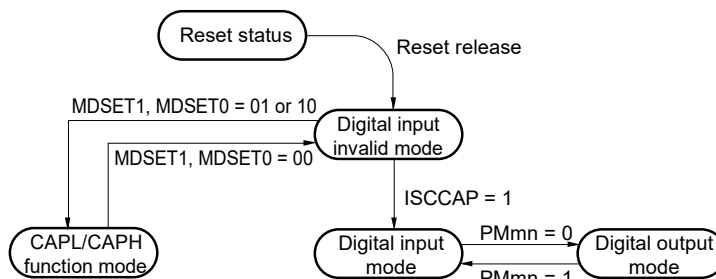 Reset status
Reset release
MDSET1, MDSET0 = 01 or 10
Digital input
invalid mode
MDSET1, MDSET0 = 00
ISCCAP = 1
CAPL/CAPH
function mode
Digital input
mode
PMmn = 0
Digital output
mode
PMmn = 1